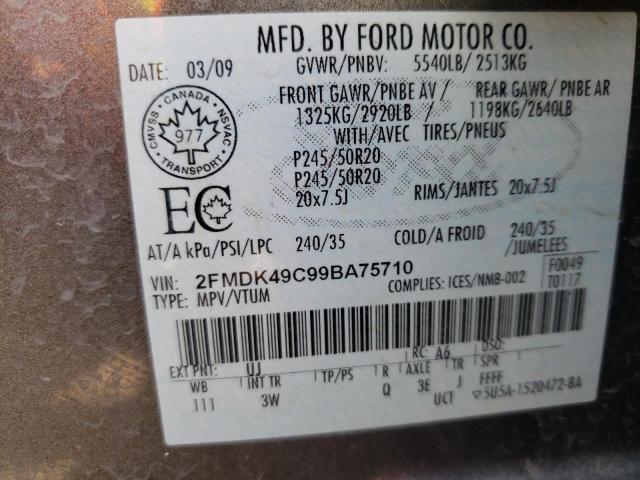 MFD. BY FORD MOTOR CO.
DATE: 03/09 GVWR/PNBV: 5540LB/ 2513KG
FRONT GAWR/PNBE AV / REAR GAWR/ PNBE AR
1325KG/2920LB / 1198KG/2640LB
WITH/AVEC TIRES/PNEUS
P245/50R20
P245/50R20
20x7.5J RIMS/JANTES 20x7.5J
CANADA
CMVSS NSVAC
977
TRANSPORT
EC
AT/A kPa/PSI/LPC 240/35 COLD/A FROID 240/35
/JUMELEES
VIN: 2FMDK49C99BA75710 F0049
TYPE: MPV/VTUM COMPLIES: ICES/NMB-002 T0117
EXT PNT: UJ RC: A6 DSO:
WB INT TR TP/PS R AXLE TR SPR
111 3W Q 3E J FFFF
UCT ▽5U5A-1520472-BA